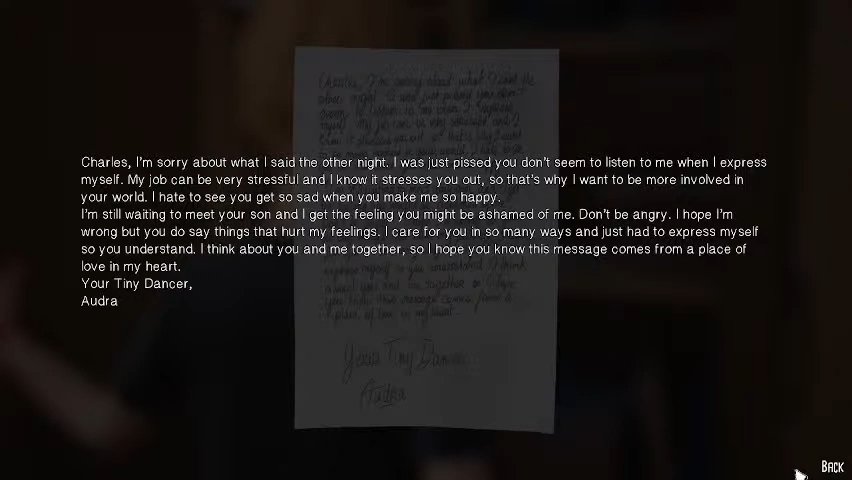 Charles, I'm sorry about what I said the other night. I was just pissed you don't seem to listen to me when I express
myself. My job can be very stressful and I know it stresses you out, so that's why I want to be more involved in
your world. I hate to see you get so sad when you make me so happy.
I'm still waiting to meet your son and I get the feeling you might be ashamed of me. Don't be angry. I hope I'm
wrong but you do say things that hurt my feelings. I care for you in so many ways and just had to express myself
so you understand. I think about you and me together, so I hope you know this message comes from a place of
love in my heart.
Your Tiny Dancer,
Audra
Your Tiny Dancer
Audra
BACK